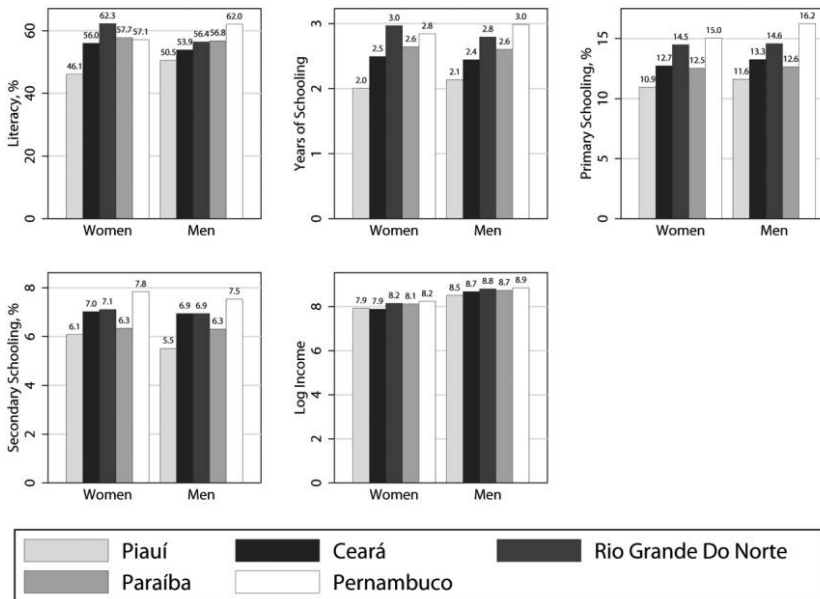 Literacy, %
0 20 40 60
46.1 56.0 62.3 57.7 57.1
50.5 53.9 56.4 56.8 62.0
Women Men
Years of Schooling
0 1 2 3
2.0 2.5 3.0 2.6 2.8
2.1 2.4 2.8 2.6 3.0
Women Men
Primary Schooling, %
0 5 10 15
10.9 12.7 14.5 12.5 15.0
11.6 13.3 14.6 12.6 16.2
Women Men
Secondary Schooling, %
0 2 4 6 8
6.1 7.0 7.1 6.3 7.8
5.5 6.9 6.9 6.3 7.5
Women Men
Log Income
0 2 4 6 8
7.9 7.9 8.2 8.1 8.2
8.5 8.7 8.8 8.7 8.9
Women Men
Piauí Ceará Rio Grande Do Norte
Paraíba Pernambuco